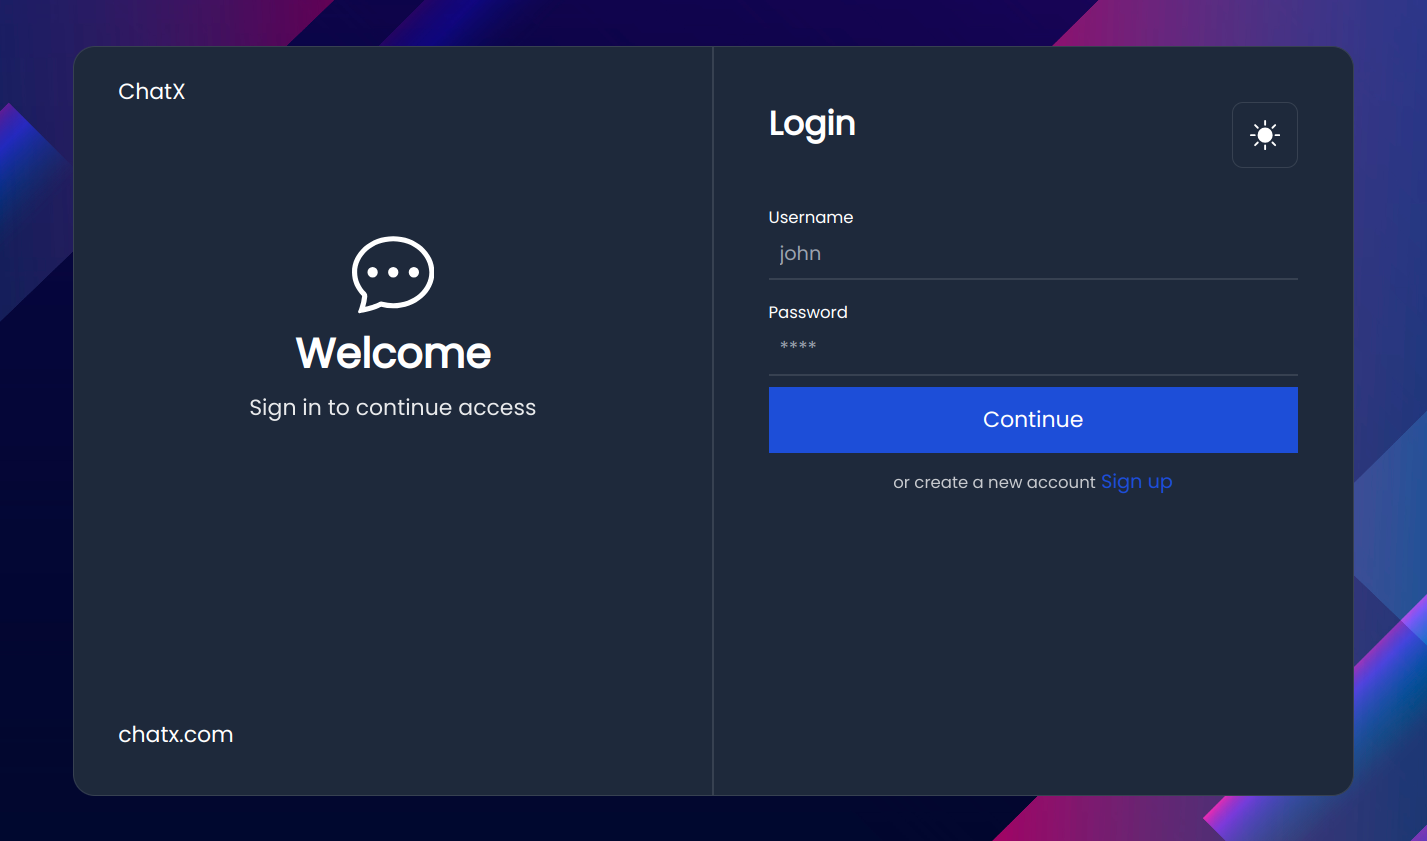 ChatX
Welcome
Sign in to continue access
chatx.com
Login
Username
john
Password
****
Continue
or create a new account Sign up